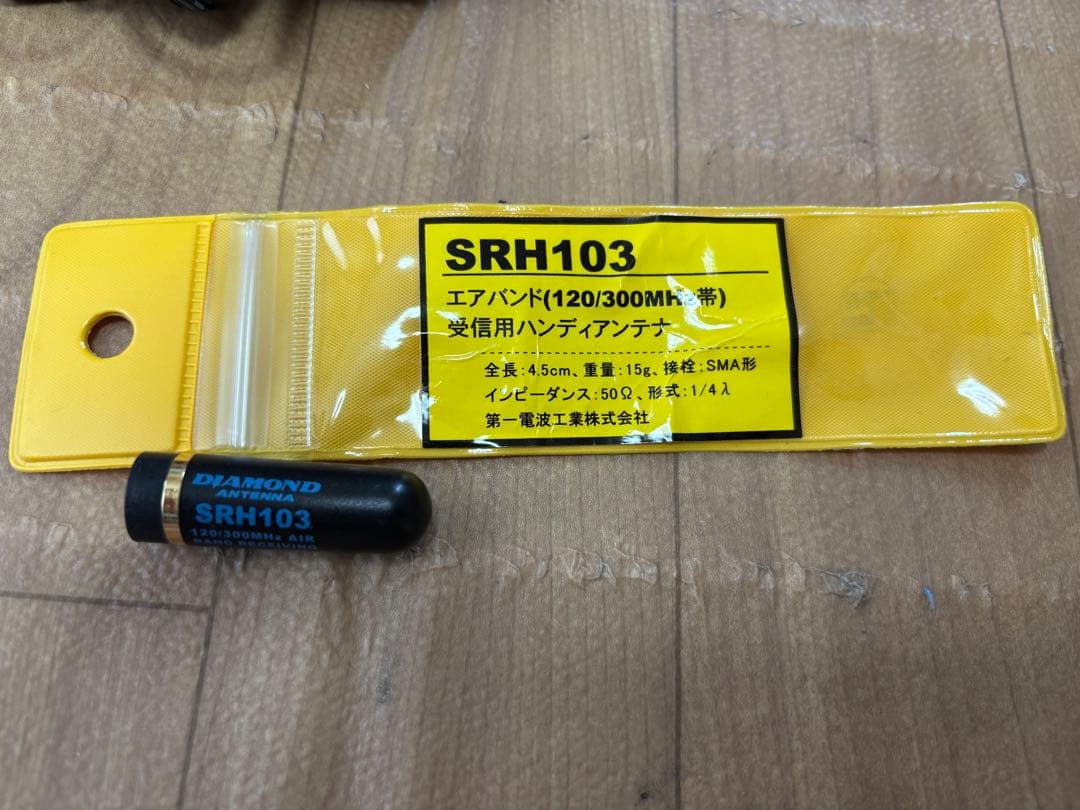 SRH103
エアバンド(120/300MHz帯)
受信用ハンディアンテナ
全長:4.5cm、重量:15g、接栓:SMA形
インピーダンス:50Ω、形式:1/4λ
第一電波工業株式会社
DIAMOND
ANTENNA
SRH103
120/300MHz AIR
BAND RECEIVING